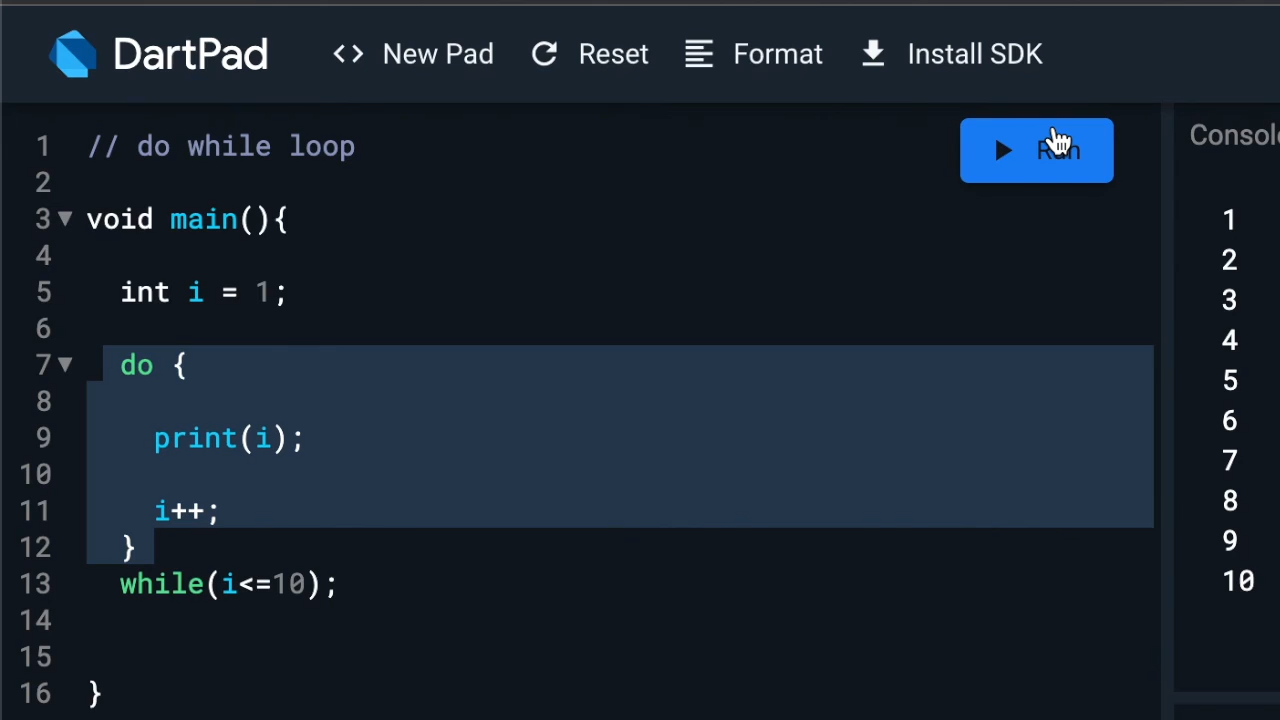 DartPad <> New Pad Reset Format Install SDK
1 // do while loop
Run
Console
2
3 void main(){
4
5 int i = 1;
6
7 do {
8
9 print(i);
10
11 i++;
12 }
13 while(i<=10);
14
15
16 }
1
2
3
4
5
6
7
8
9
10